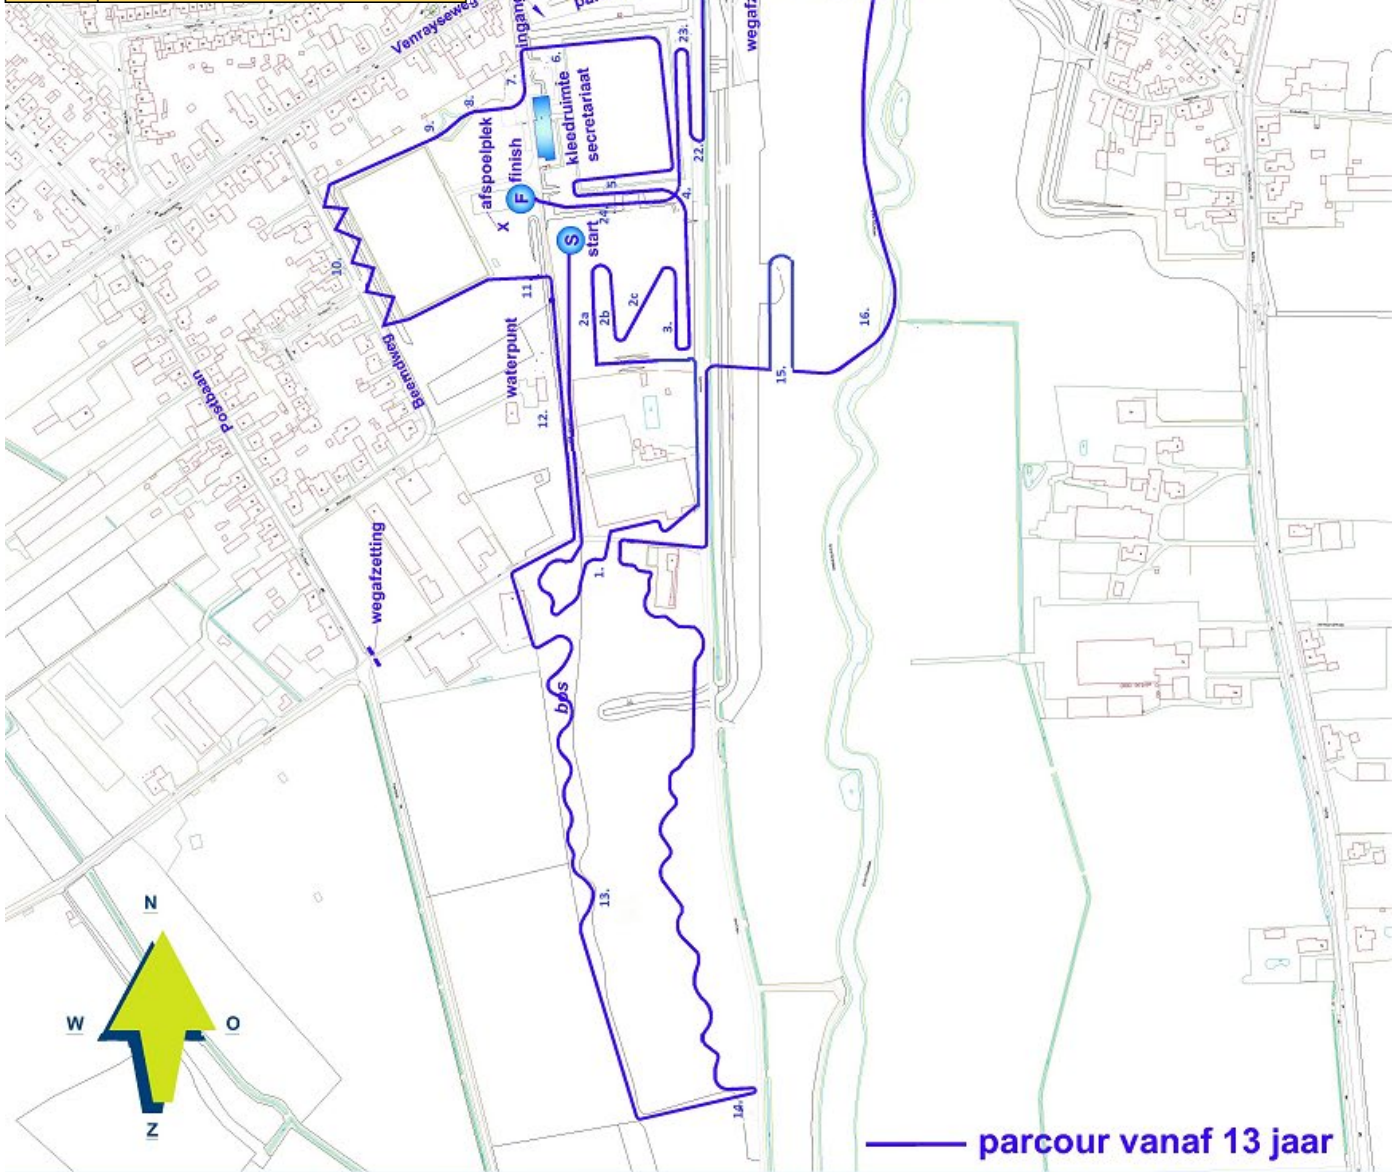 Venrayseweg
ingang
wegafz
23.
6.
7.
8.
9.
kleedruimte
secretariaat
afspoelplek
finish
F
X
22.
5
4.
24.
S
start
10.
11.
2a
2b
2c
3.
16.
15.
waterpunt
12.
Beemdweg
Postbaan
1.
wegafzetting
bos
13.
14.
N
W
O
Z
parcour vanaf 13 jaar